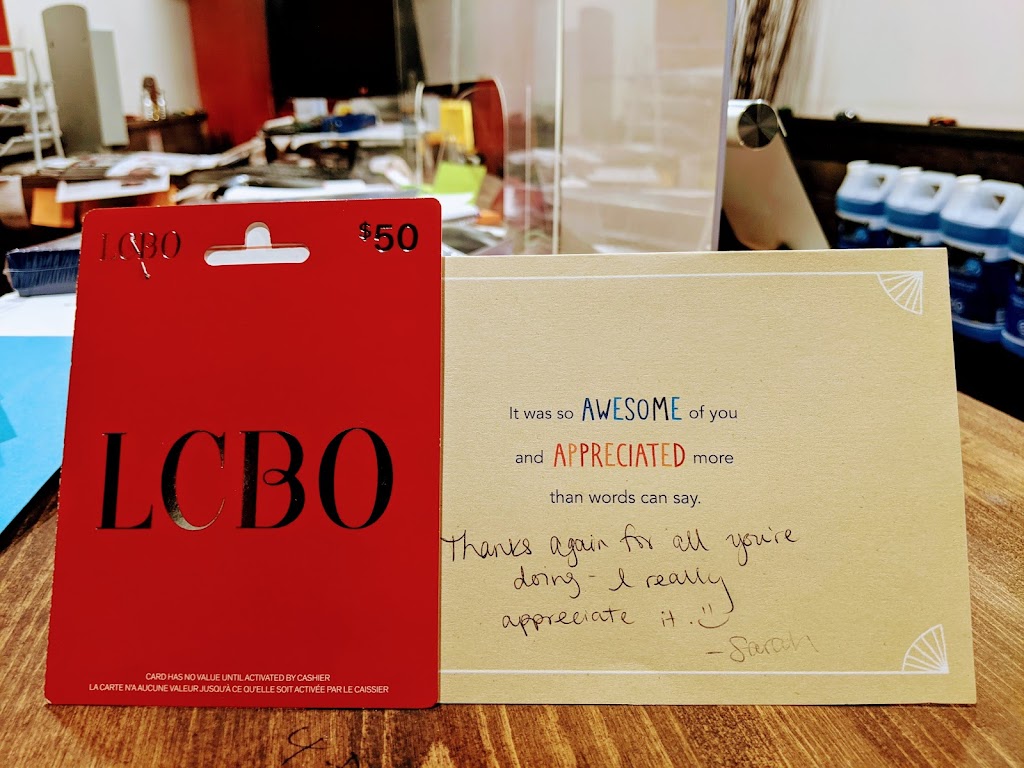 LCBO
$50
LCBO
CARD HAS NO VALUE UNTIL ACTIVATED BY CASHIER
LA CARTE N'A AUCUNE VALEUR JUSQU'À CE QU'ELLE SOIT ACTIVÉE PAR LE CAISSIER
It was so AWESOME of you
and APPRECIATED more
than words can say.
Thanks again for all you're
doing - I really
appreciate it. :)
- Sarah